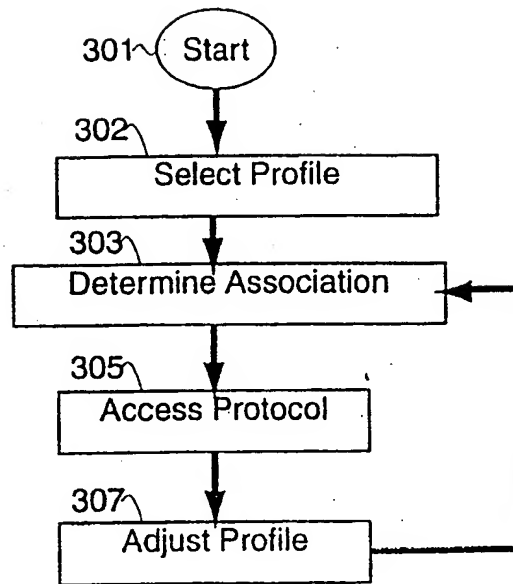 301 Start
302
Select Profile
303
Determine Association
305
Access Protocol
307
Adjust Profile